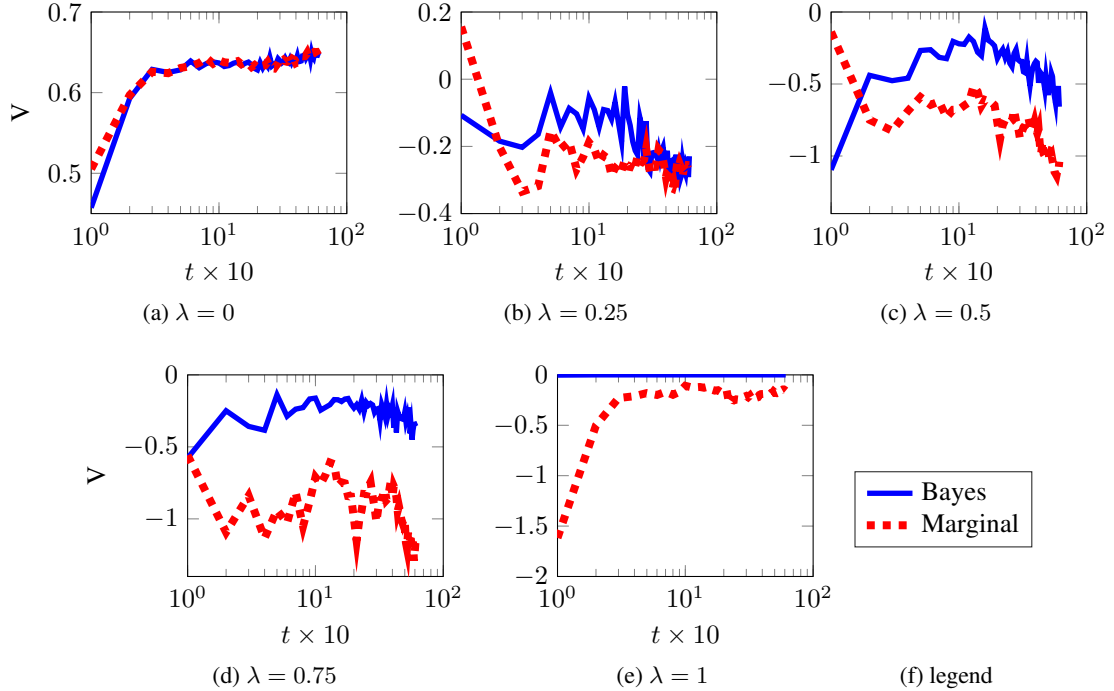 0.7
0.6
0.5
V
10^0
10^1
10^2
t × 10
(a) λ = 0
0.2
0
−0.2
−0.4
10^0
10^1
10^2
t × 10
(b) λ = 0.25
0
−0.5
−1
10^0
10^1
10^2
t × 10
(c) λ = 0.5
0
−0.5
−1
V
10^0
10^1
10^2
t × 10
(d) λ = 0.75
0
−0.5
−1
−1.5
−2
10^0
10^1
10^2
t × 10
(e) λ = 1
Bayes
Marginal
(f) legend